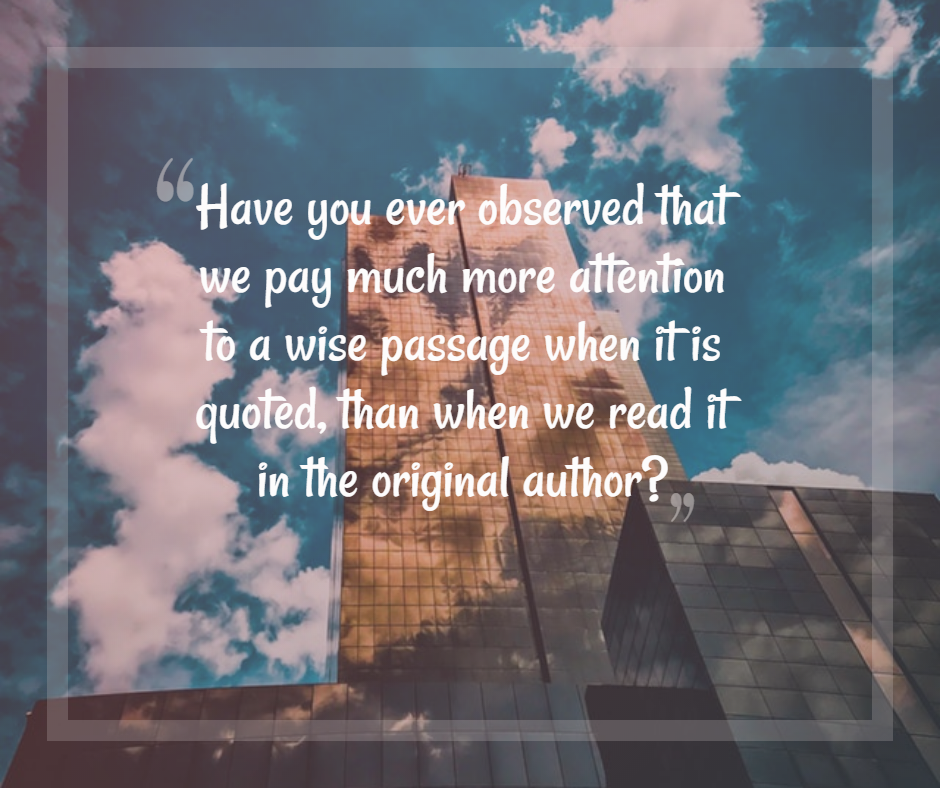 “Have you ever observed that
we pay much more attention
to a wise passage when it is
quoted, than when we read it
in the original author?”